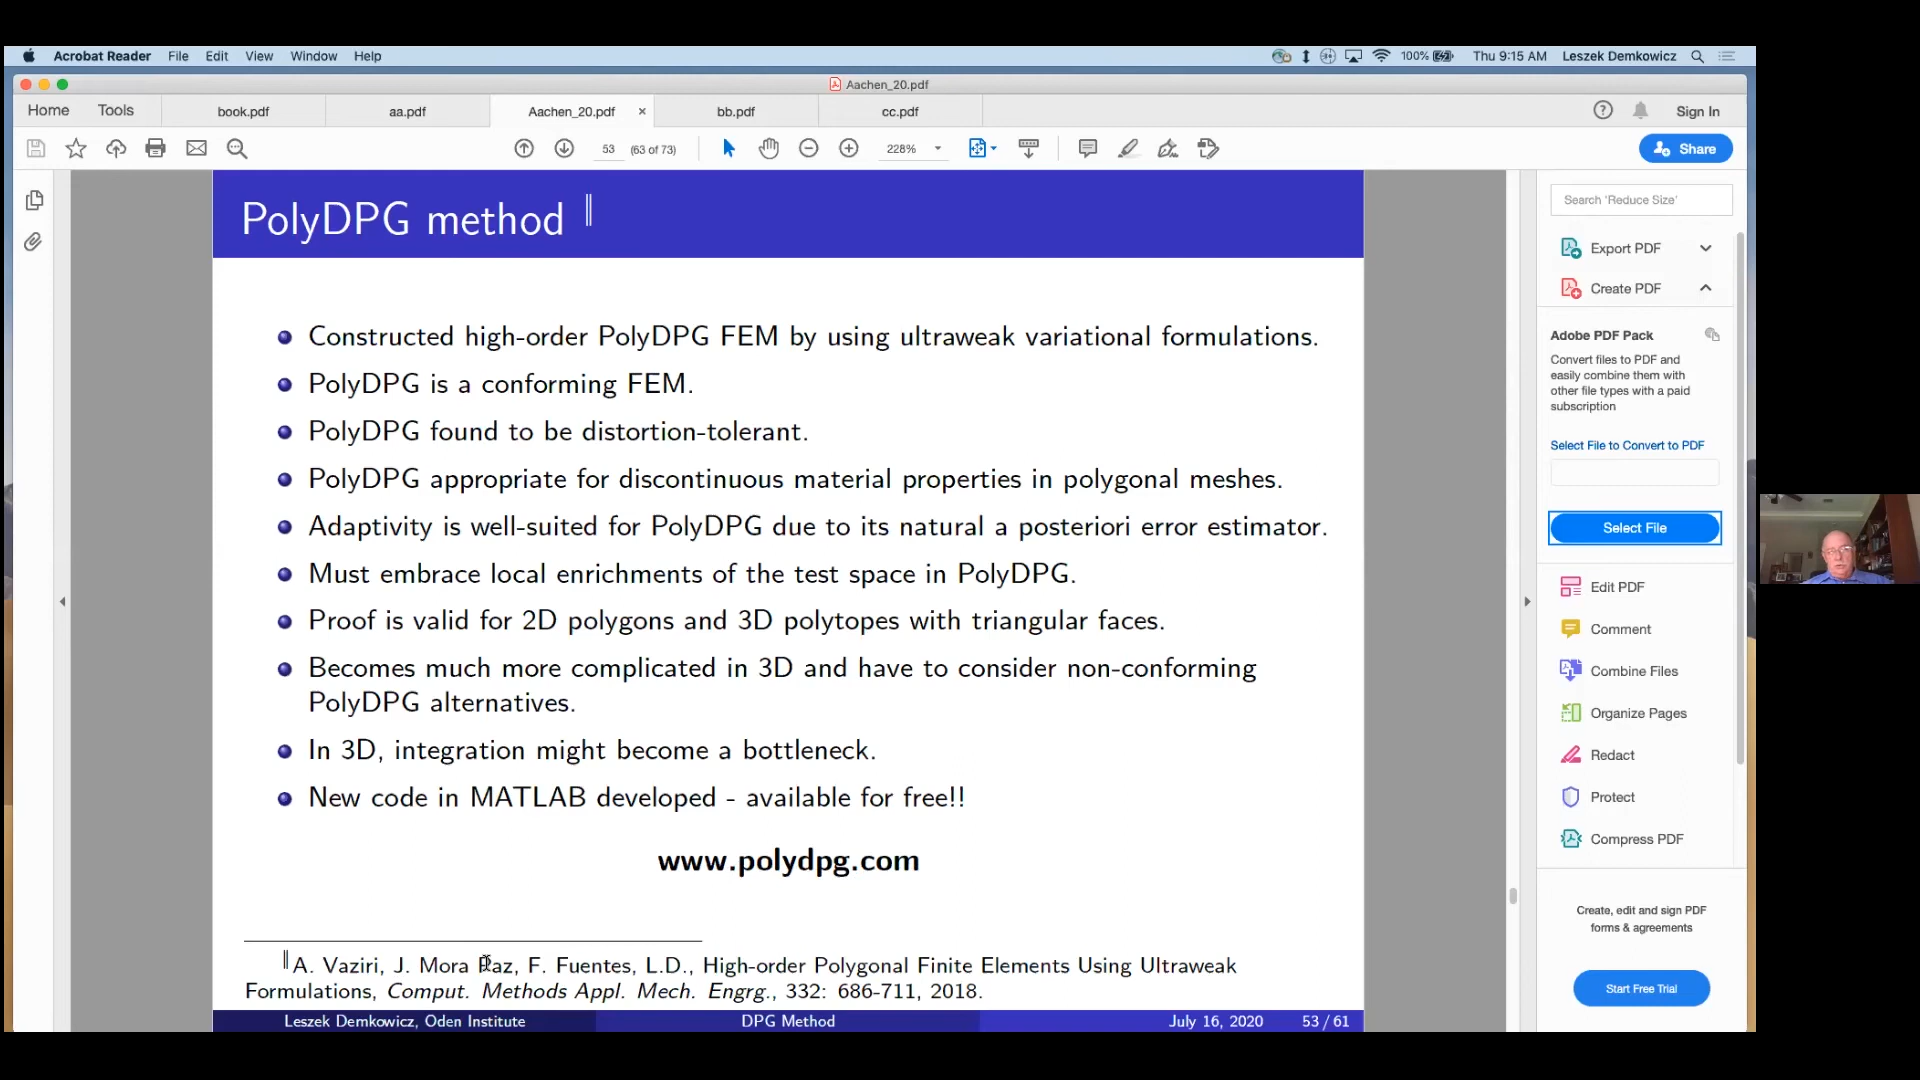 Acrobat Reader File Edit View Window Help 100% Thu 9:15 AM Leszek Demkowicz
Aachen_20.pdf
Home Tools book.pdf aa.pdf Aachen_20.pdf × bb.pdf cc.pdf Sign In
53 (63 of 73) 228% Share
PolyDPG method ∥
Constructed high-order PolyDPG FEM by using ultraweak variational formulations.
PolyDPG is a conforming FEM.
PolyDPG found to be distortion-tolerant.
PolyDPG appropriate for discontinuous material properties in polygonal meshes.
Adaptivity is well-suited for PolyDPG due to its natural a posteriori error estimator.
Must embrace local enrichments of the test space in PolyDPG.
Proof is valid for 2D polygons and 3D polytopes with triangular faces.
Becomes much more complicated in 3D and have to consider non-conforming
PolyDPG alternatives.
In 3D, integration might become a bottleneck.
New code in MATLAB developed - available for free!!
www.polydpg.com
∥A. Vaziri, J. Mora Paz, F. Fuentes, L.D., High-order Polygonal Finite Elements Using Ultraweak
Formulations, Comput. Methods Appl. Mech. Engrg., 332: 686-711, 2018.
Leszek Demkowicz, Oden Institute DPG Method July 16, 2020 53 / 61
Search 'Reduce Size'
Export PDF
Create PDF
Adobe PDF Pack
Convert files to PDF and
easily combine them with
other file types with a paid
subscription
Select File to Convert to PDF
Select File
Edit PDF
Comment
Combine Files
Organize Pages
Redact
Protect
Compress PDF
Create, edit and sign PDF
forms & agreements
Start Free Trial